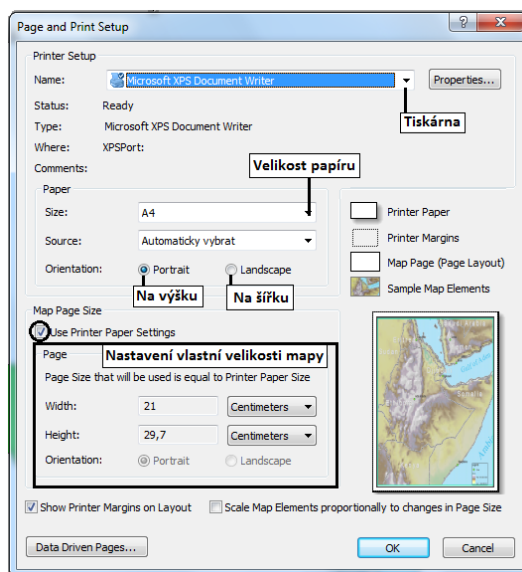 Page and Print Setup
Printer Setup
Name: Microsoft XPS Document Writer Properties...
Status: Ready
Tiskárna
Type: Microsoft XPS Document Writer
Where: XPSPort:
Comments:
Velikost papíru
Paper
Size: A4
Source: Automaticky vybrat
Orientation: Portrait Landscape
Na výšku Na šířku
Printer Paper
Printer Margins
Map Page (Page Layout)
Sample Map Elements
Map Page Size
Use Printer Paper Settings
Page Nastavení vlastní velikosti mapy
Page Size that will be used is equal to Printer Paper Size
Width: 21 Centimeters
Height: 29,7 Centimeters
Orientation: Portrait Landscape
Show Printer Margins on Layout Scale Map Elements proportionally to changes in Page Size
Data Driven Pages... OK Cancel